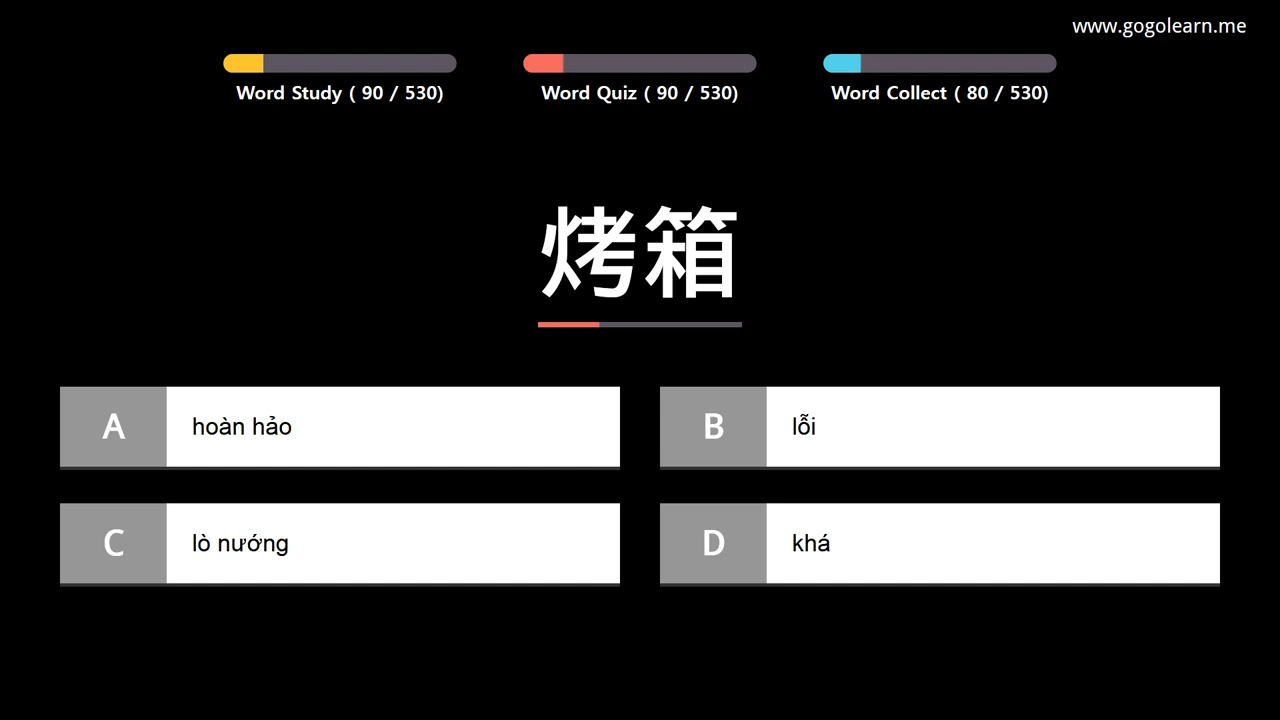 www.gogolearn.me
Word Study ( 90 / 530)
Word Quiz ( 90 / 530)
Word Collect ( 80 / 530)
烤箱
A hoàn hảo
B lỗi
C lò nướng
D khá